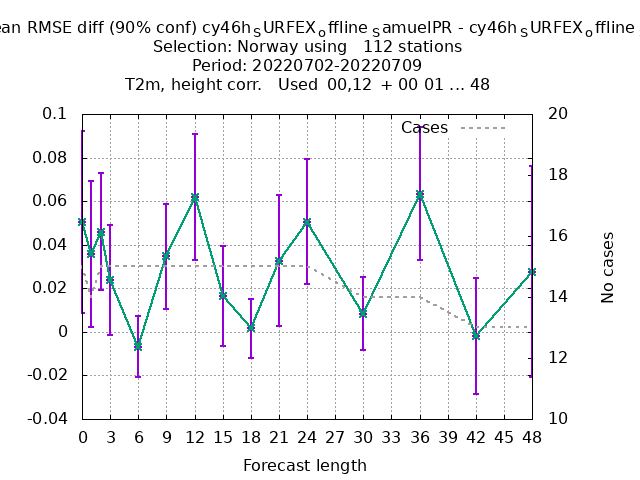 ean RMSE diff (90% conf) cy46h_SURFEX_offline_SamuelPR - cy46h_SURFEX_offline
Selection: Norway using 112 stations
Period: 20220702-20220709
T2m, height corr. Used 00,12 + 00 01 ... 48
0.1
0.08
0.06
0.04
0.02
0
-0.02
-0.04
20
18
16
14
12
10
Cases
No cases
0 3 6 9 12 15 18 21 24 27 30 33 36 39 42 45 48
Forecast length